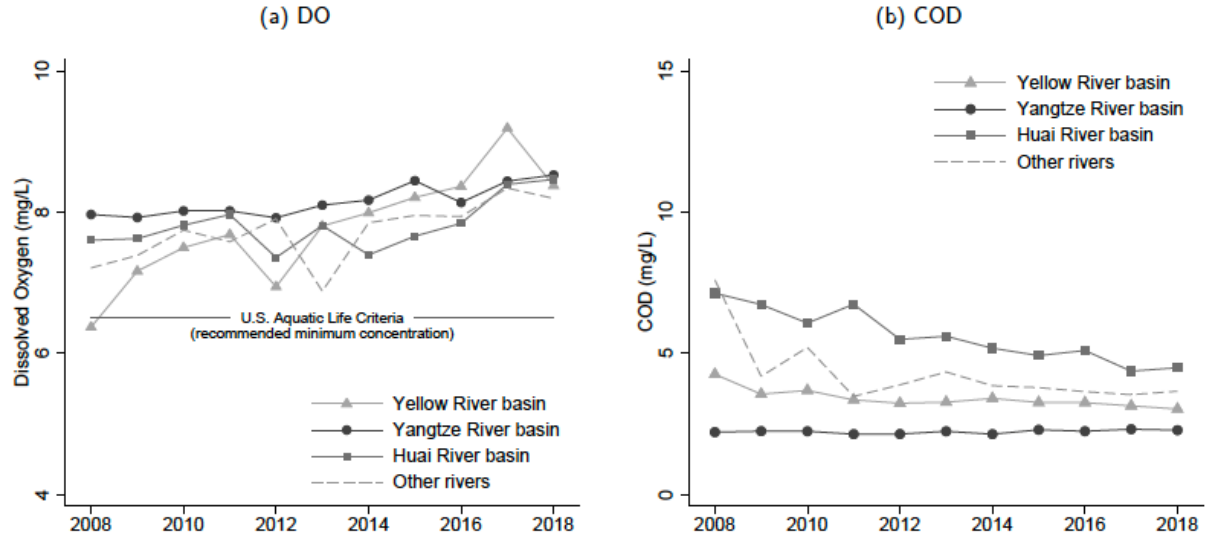 (a) DO
Dissolved Oxygen (mg/L)
10
8
6
4
U.S. Aquatic Life Criteria
(recommended minimum concentration)
Yellow River basin
Yangtze River basin
Huai River basin
Other rivers
2008 2010 2012 2014 2016 2018
(b) COD
COD (mg/L)
15
10
5
0
Yellow River basin
Yangtze River basin
Huai River basin
Other rivers
2008 2010 2012 2014 2016 2018